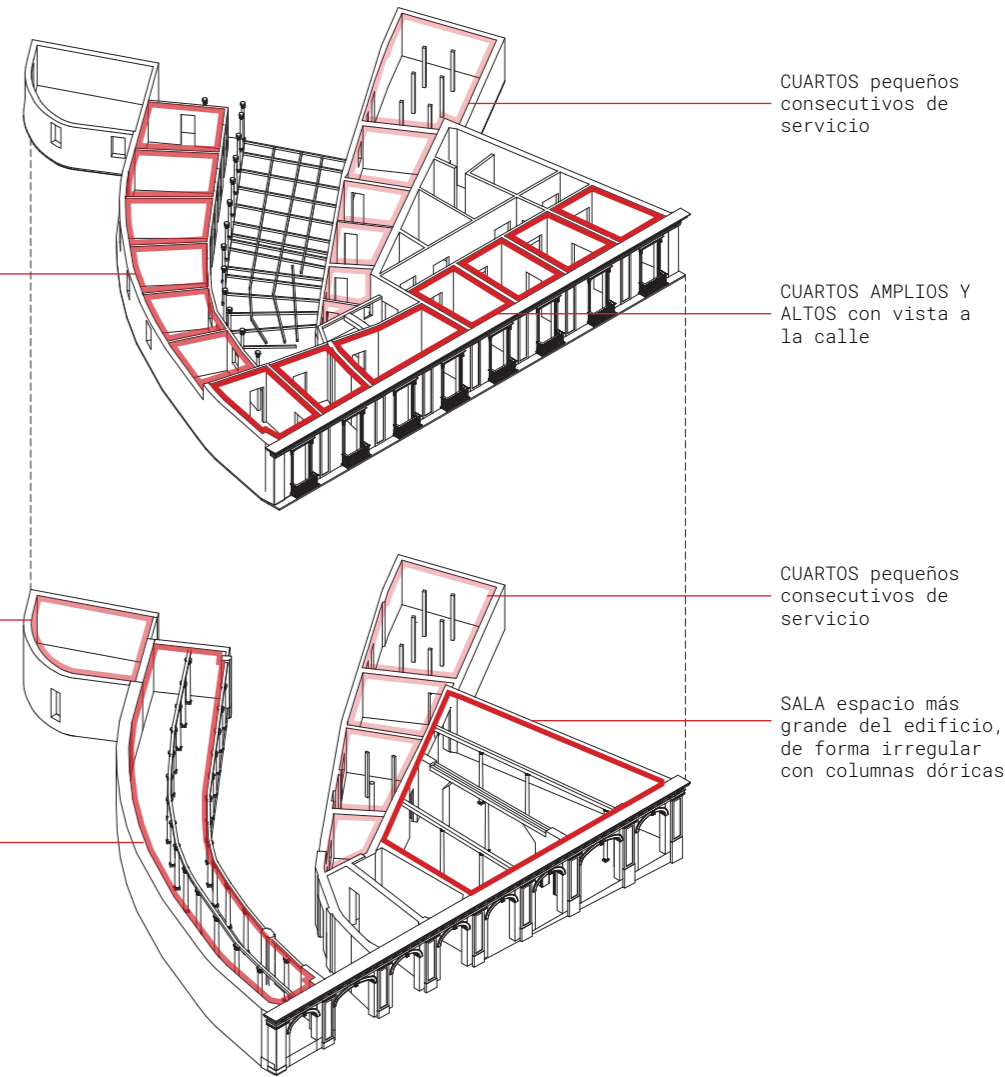 CUARTOS pequeños
consecutivos de
servicio
CUARTOS AMPLIOS Y
ALTOS con vista a
la calle
CUARTOS pequeños
consecutivos de
servicio
SALA espacio más
grande del edificio,
de forma irregular
con columnas dóricas